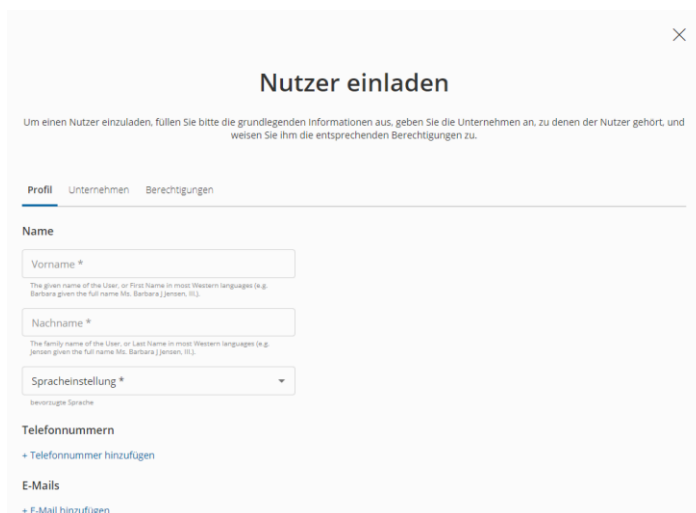 Nutzer einladen
Um einen Nutzer einzuladen, füllen Sie bitte die grundlegenden Informationen aus, geben Sie die Unternehmen an, zu denen der Nutzer gehört, und
weisen Sie ihm die entsprechenden Berechtigungen zu.
Profil Unternehmen Berechtigungen
Name
Vorname *
The given name of the User, or First Name in most Western languages (e.g.
Barbara given the full name Ms. Barbara J Jensen, III.).
Nachname *
The family name of the User, or Last Name in most Western languages (e.g.
Jensen given the full name Ms. Barbara J Jensen, III.).
Spracheinstellung *
bevorzugte Sprache
Telefonnummern
+ Telefonnummer hinzufügen
E-Mails
+ E-Mail hinzufügen